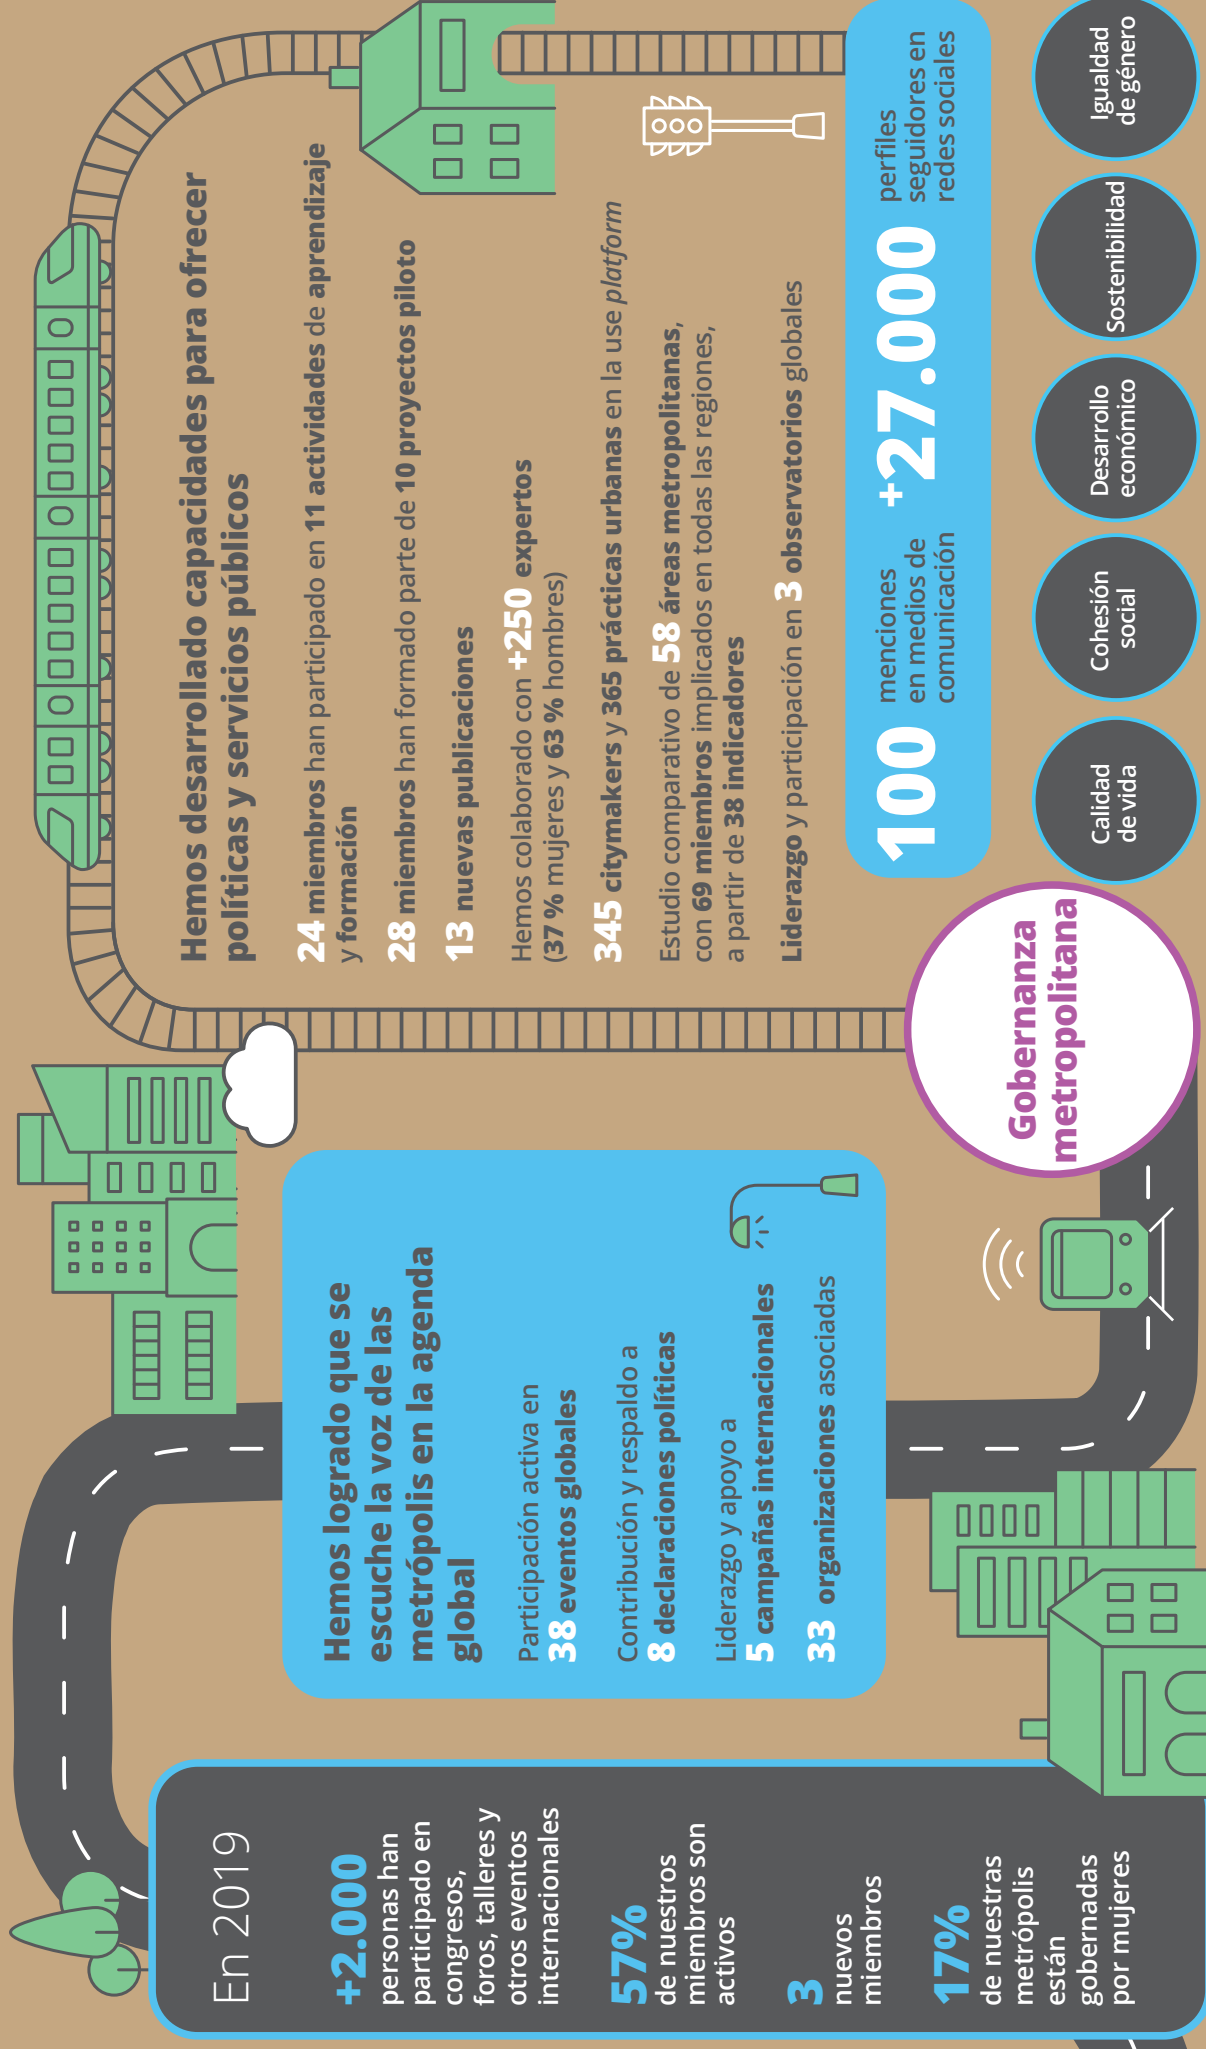 En 2019
+2.000
personas han
participado en
congresos,
foros, talleres y
otros eventos
internacionales
57%
de nuestros
miembros son
activos
3
nuevos
miembros
17%
de nuestras
metrópolis
están
gobernadas
por mujeres
Hemos logrado que se
escuche la voz de las
metrópolis en la agenda
global
Participación activa en
38 eventos globales
Contribución y respaldo a
8 declaraciones políticas
Liderazgo y apoyo a
5 campañas internacionales
33 organizaciones asociadas
Hemos desarrollado capacidades para ofrecer
políticas y servicios públicos
24 miembros han participado en 11 actividades de aprendizaje
y formación
28 miembros han formado parte de 10 proyectos piloto
13 nuevas publicaciones
Hemos colaborado con +250 expertos
(37 % mujeres y 63 % hombres)
345 citymakers y 365 prácticas urbanas en la use platform
Estudio comparativo de 58 áreas metropolitanas,
con 69 miembros implicados en todas las regiones,
a partir de 38 indicadores
Liderazgo y participación en 3 observatorios globales
100
menciones
en medios de
comunicación
+27.000
perfiles
seguidores en
redes sociales
Gobernanza
metropolitana
Calidad
de vida
Cohesión
social
Desarrollo
económico
Sostenibilidad
Igualdad
de género